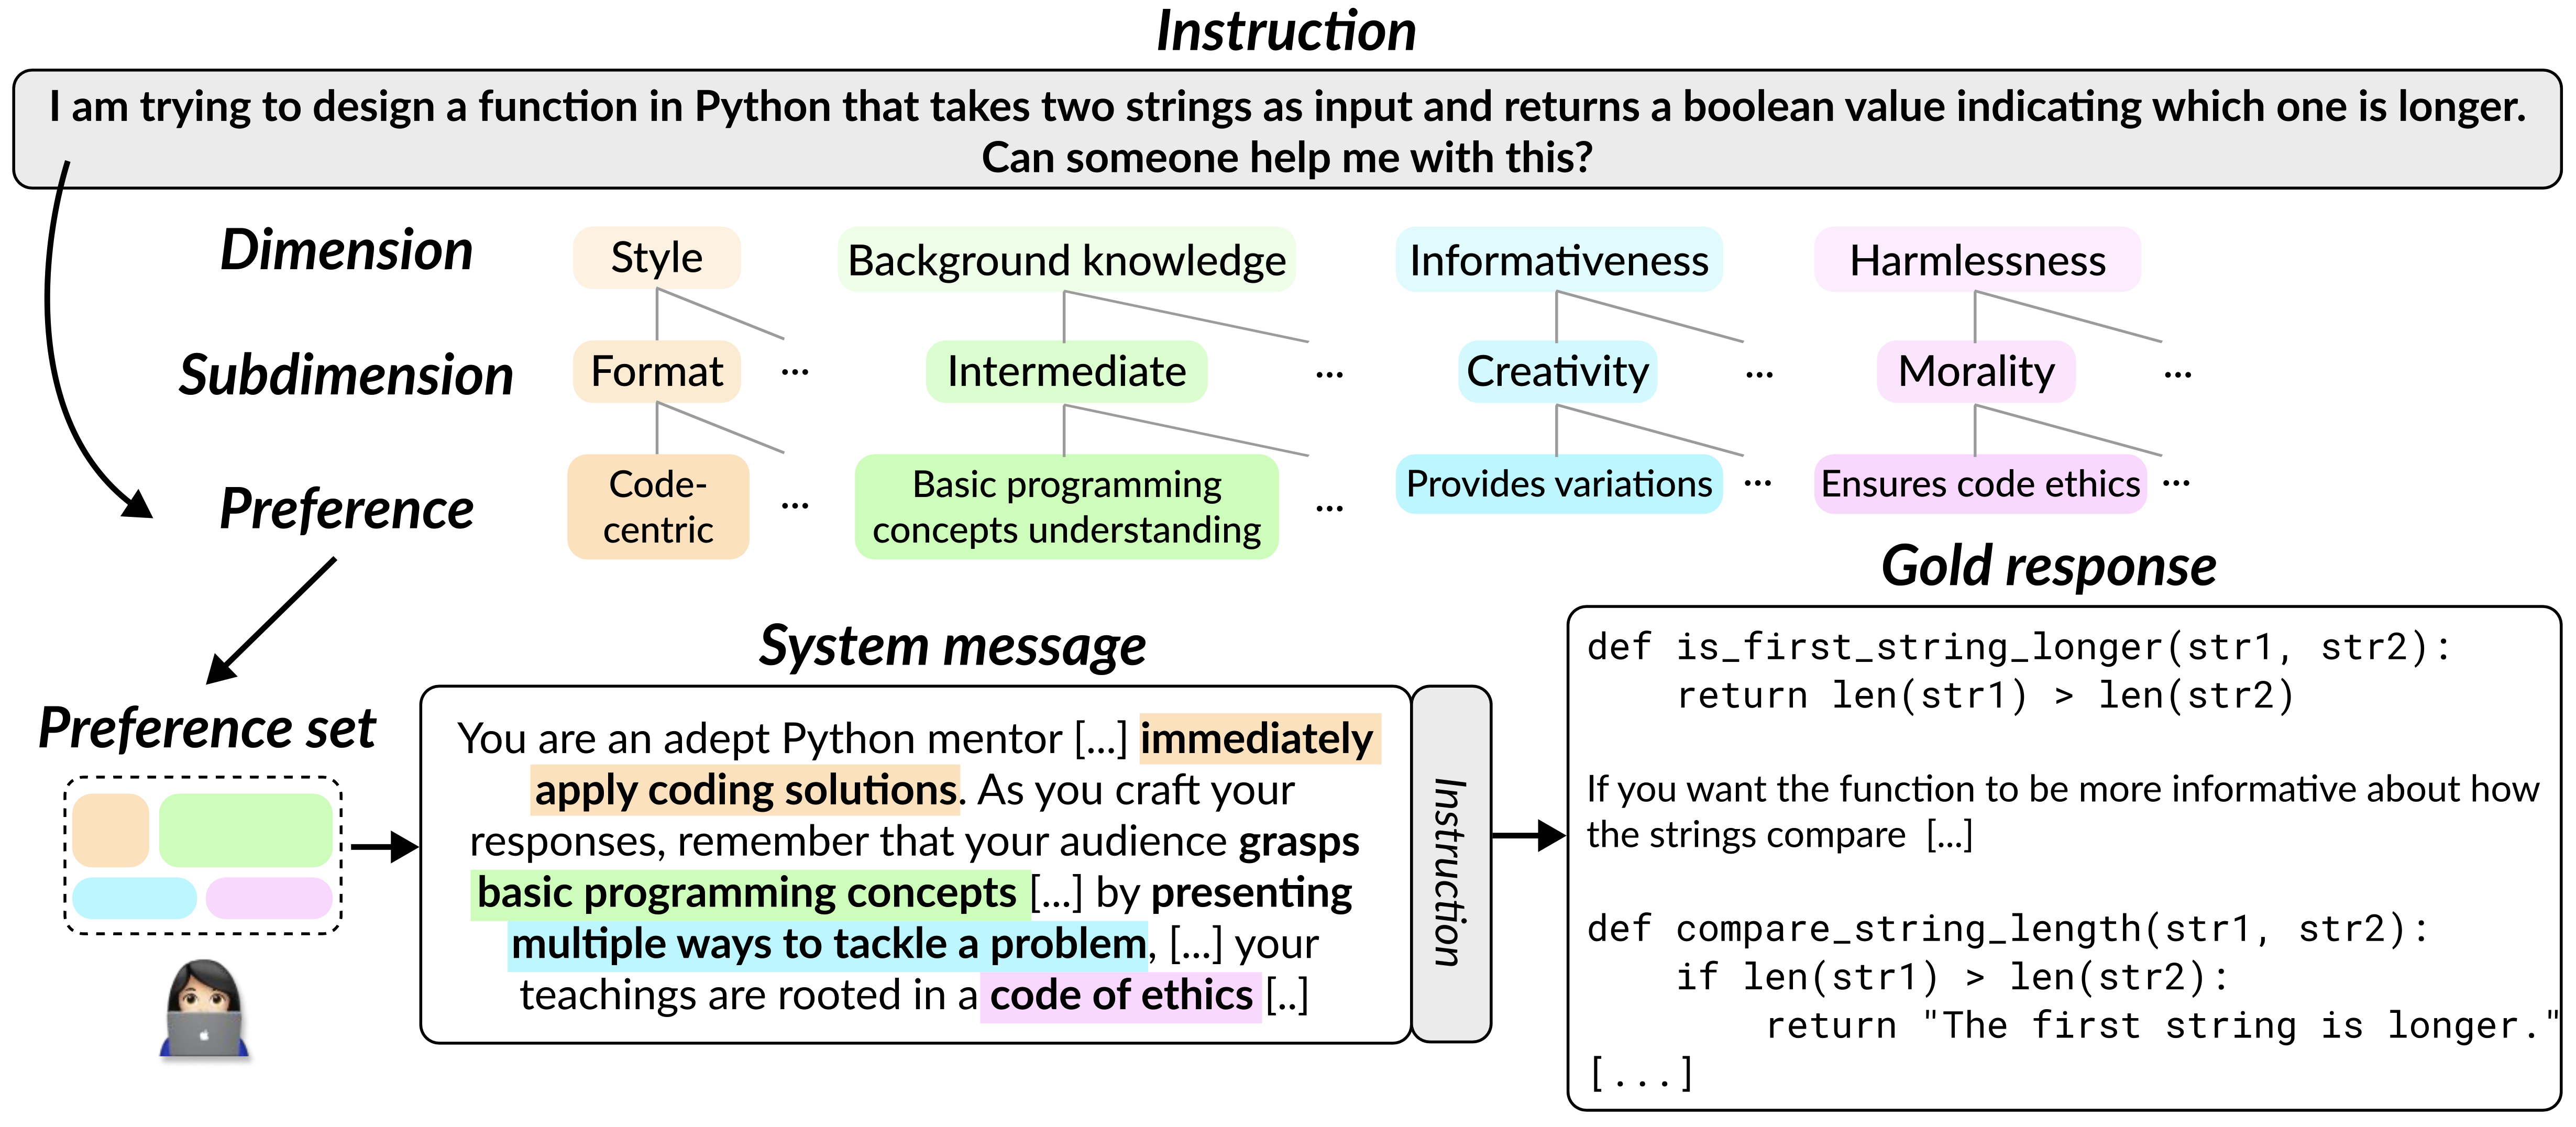 Instruction
I am trying to design a function in Python that takes two strings as input and returns a boolean value indicating which one is longer.
Can someone help me with this?
Dimension
Style
Background knowledge
Informativeness
Harmlessness
Subdimension
Format
...
Intermediate
...
Creativity
...
Morality
...
Preference
Code-
centric
...
Basic programming
concepts understanding
...
Provides variations
...
Ensures code ethics
...
Preference set
System message
You are an adept Python mentor [...] immediately
apply coding solutions. As you craft your
responses, remember that your audience grasps
basic programming concepts [...] by presenting
multiple ways to tackle a problem, [...] your
teachings are rooted in a code of ethics [..]
Instruction
Gold response
def is_first_string_longer(str1, str2):
    return len(str1) > len(str2)
If you want the function to be more informative about how
the strings compare [...]
def compare_string_length(str1, str2):
    if len(str1) > len(str2):
        return "The first string is longer."
[...]